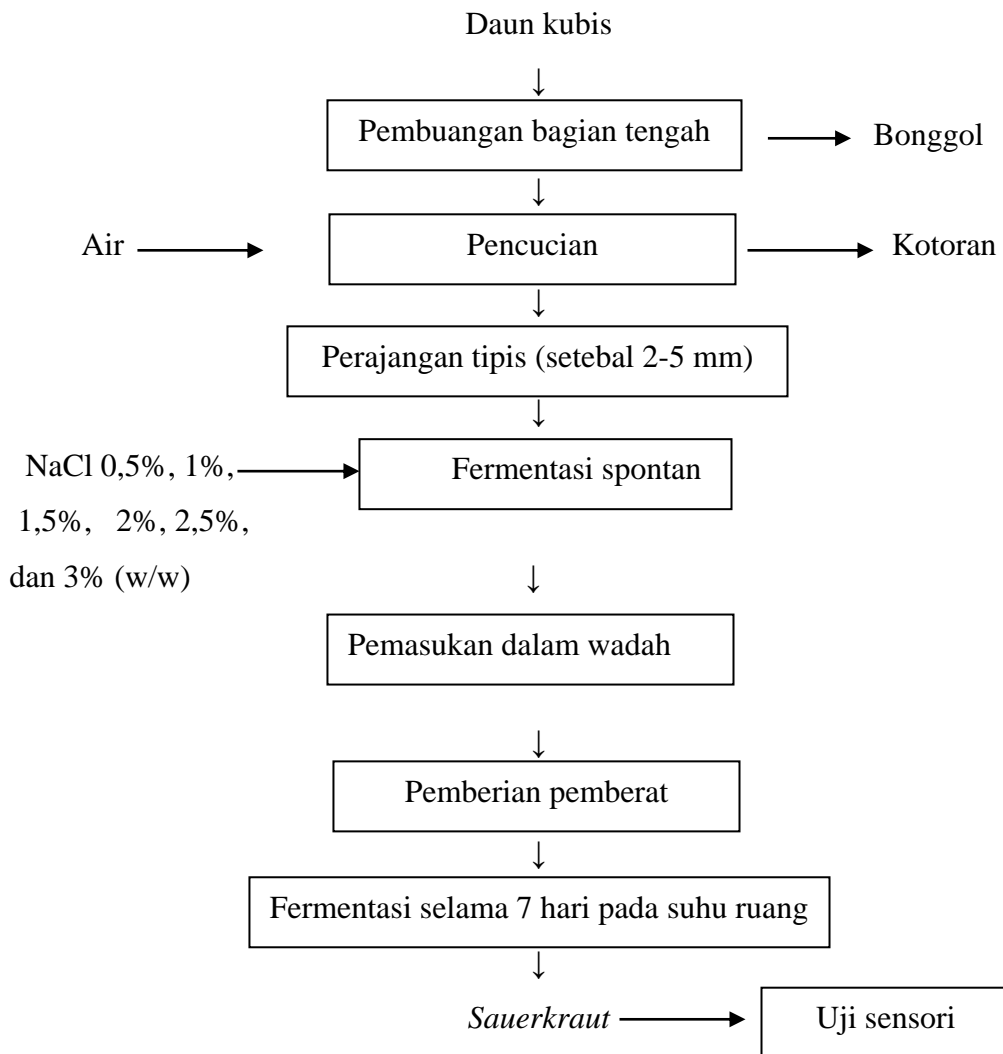 Daun kubis
↓
Pembuangan bagian tengah → Bonggol
↓
Air → Pencucian → Kotoran
↓
Perajangan tipis (setebal 2-5 mm)
↓
NaCl 0,5%, 1%, → Fermentasi spontan
1,5%, 2%, 2,5%,
dan 3% (w/w)
↓
Pemasukan dalam wadah
↓
Pemberian pemberat
↓
Fermentasi selama 7 hari pada suhu ruang
↓
Sauerkraut → Uji sensori